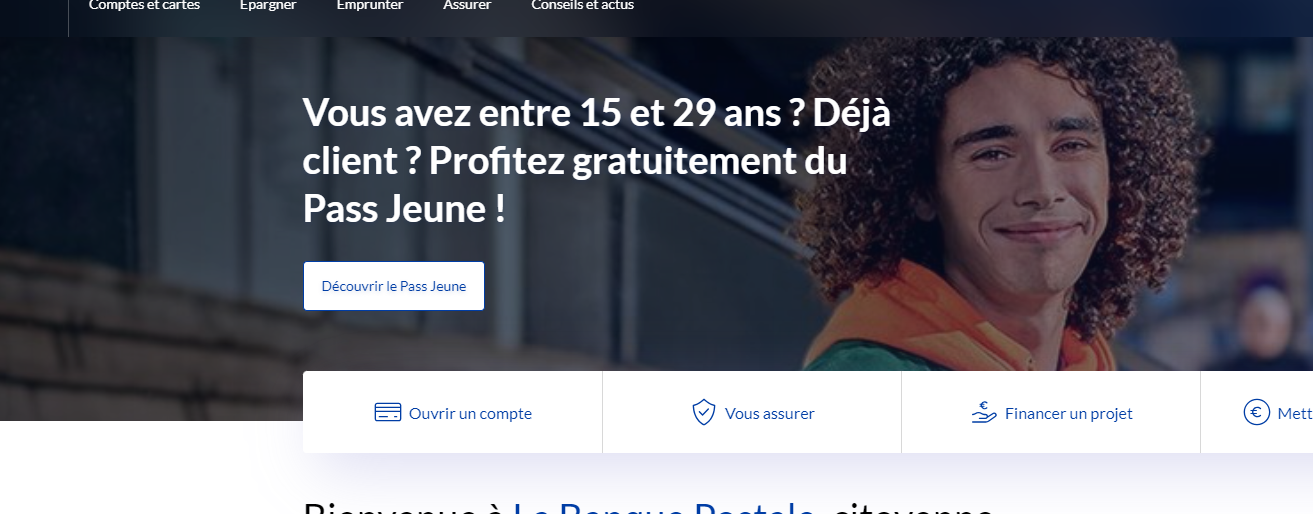 Comptes et cartes Epargner Emprunter Assurer Conseils et actus
Vous avez entre 15 et 29 ans ? Déjà
client ? Profitez gratuitement du
Pass Jeune !
Découvrir le Pass Jeune
Ouvrir un compte Vous assurer Financer un projet Mett
Bienvenue à La Banque Postale, citoyenne